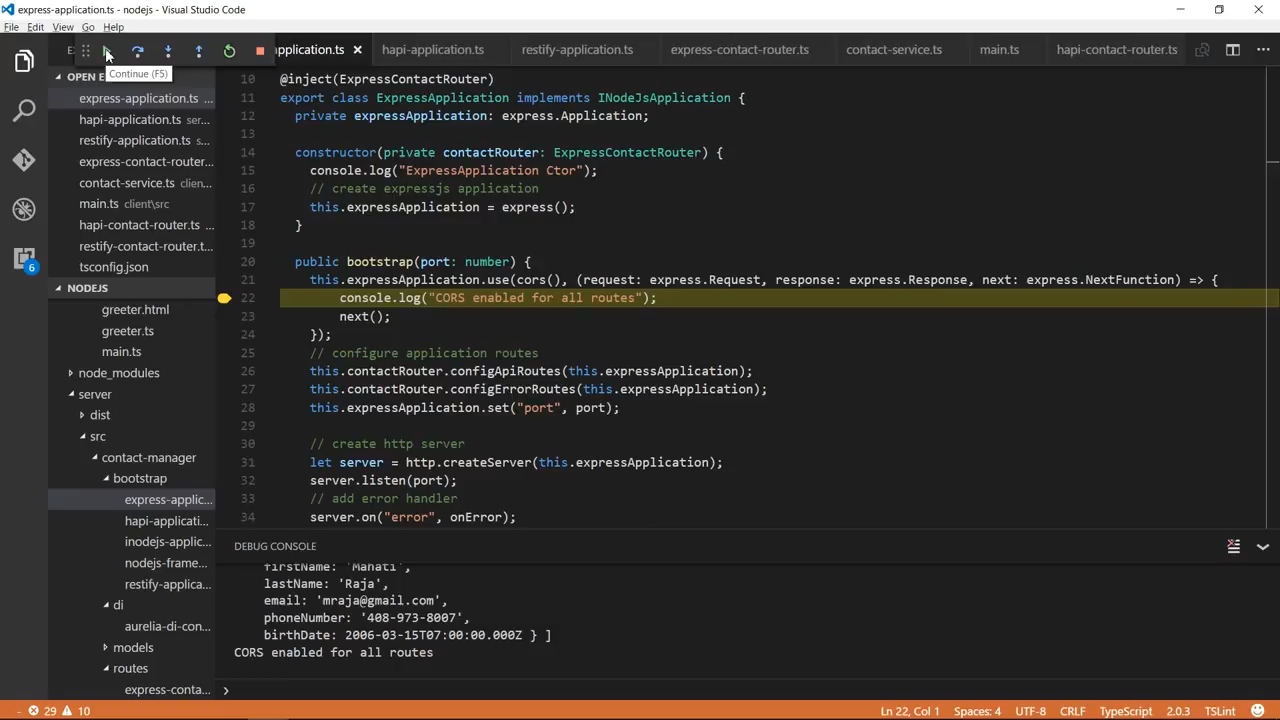 express-application.ts - nodejs - Visual Studio Code
File Edit View Go Help
E
application.ts
hapi-application.ts
restify-application.ts
express-contact-router.ts
contact-service.ts
main.ts
hapi-contact-router.ts
Continue (F5)
OPEN E
express-application.ts ...
hapi-application.ts ser...
restify-application.ts s...
express-contact-router...
contact-service.ts clien...
main.ts client\src
hapi-contact-router.ts ...
restify-contact-router.t...
tsconfig.json
NODEJS
greeter.html
greeter.ts
main.ts
node_modules
server
dist
src
contact-manager
bootstrap
express-applic...
hapi-applicati...
inodejs-applic...
nodejs-frame...
restify-applica...
di
aurelia-di-con...
models
routes
express-conta...
6
10 @inject(ExpressContactRouter)
11 export class ExpressApplication implements INodeJsApplication {
12 private expressApplication: express.Application;
13
14 constructor(private contactRouter: ExpressContactRouter) {
15 console.log("ExpressApplication Ctor");
16 // create expressjs application
17 this.expressApplication = express();
18 }
19
20 public bootstrap(port: number) {
21 this.expressApplication.use(cors(), (request: express.Request, response: express.Response, next: express.NextFunction) => {
22 console.log("CORS enabled for all routes");
23 next();
24 });
25 // configure application routes
26 this.contactRouter.configApiRoutes(this.expressApplication);
27 this.contactRouter.configErrorRoutes(this.expressApplication);
28 this.expressApplication.set("port", port);
29
30 // create http server
31 let server = http.createServer(this.expressApplication);
32 server.listen(port);
33 // add error handler
34 server.on("error", onError);
DEBUG CONSOLE
firstName: 'Mahati',
lastName: 'Raja',
email: 'mraja@gmail.com',
phoneNumber: '408-973-8007',
birthDate: 2006-03-15T07:00:00.000Z } ]
CORS enabled for all routes
29 10
Ln 22, Col 1 Spaces: 4 UTF-8 CRLF TypeScript 2.0.3 TSLint